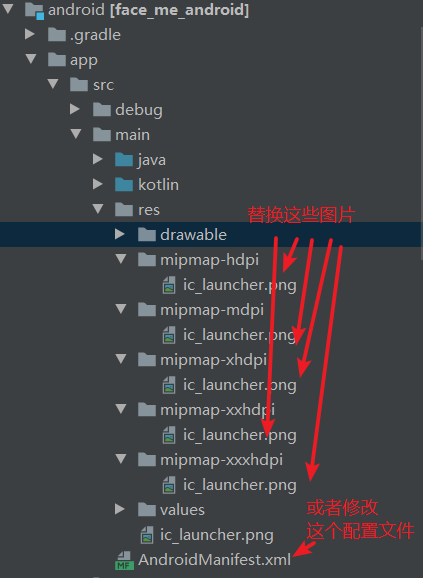 android [face_me_android]
.gradle
app
src
debug
main
java
kotlin
res
替换这些图片
drawable
mipmap-hdpi
ic_launcher.png
mipmap-mdpi
ic_launcher.png
mipmap-xhdpi
ic_launcher.png
mipmap-xxhdpi
ic_launcher.png
mipmap-xxxhdpi
ic_launcher.png
values
或者修改
这个配置文件
ic_launcher.png
MF
AndroidManifest.xml